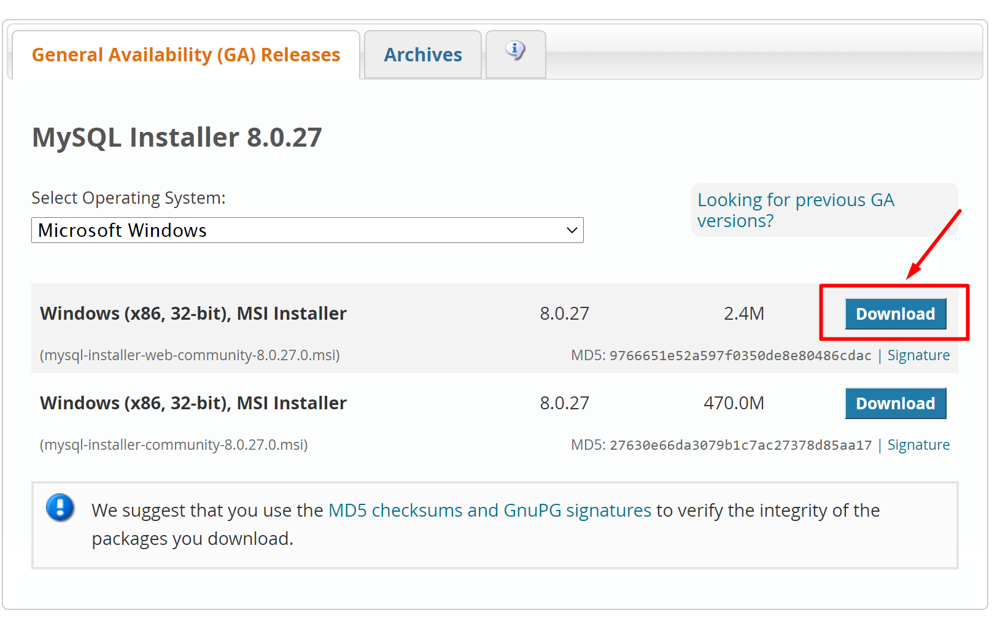 General Availability (GA) Releases
Archives
MySQL Installer 8.0.27
Select Operating System:
Microsoft Windows
Looking for previous GA
versions?
Windows (x86, 32-bit), MSI Installer 8.0.27 2.4M Download
(mysql-installer-web-community-8.0.27.0.msi) MD5: 9766651e52a597f0350de8e80486cdac | Signature
Windows (x86, 32-bit), MSI Installer 8.0.27 470.0M Download
(mysql-installer-community-8.0.27.0.msi) MD5: 27630e66da3079b1c7ac27378d85aa17 | Signature
We suggest that you use the MD5 checksums and GnuPG signatures to verify the integrity of the
packages you download.